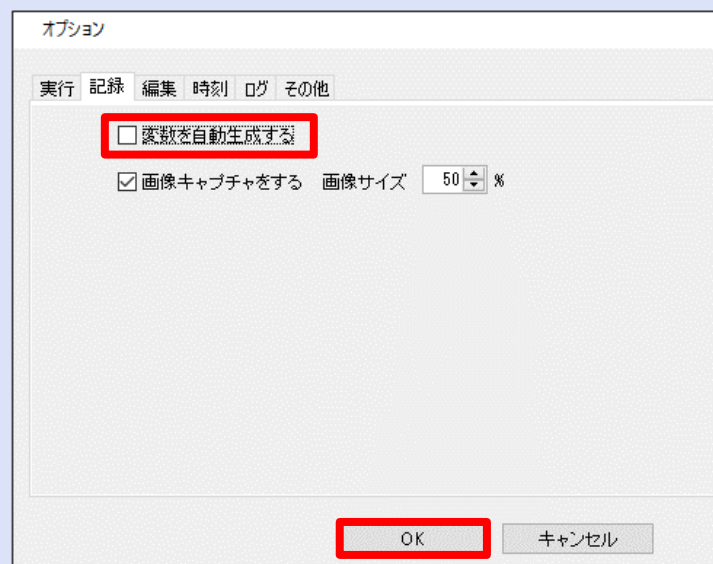 オプション
実行 記録 編集 時刻 ログ その他
変数を自動生成する
画像キャプチャをする 画像サイズ 50 %
OK キャンセル